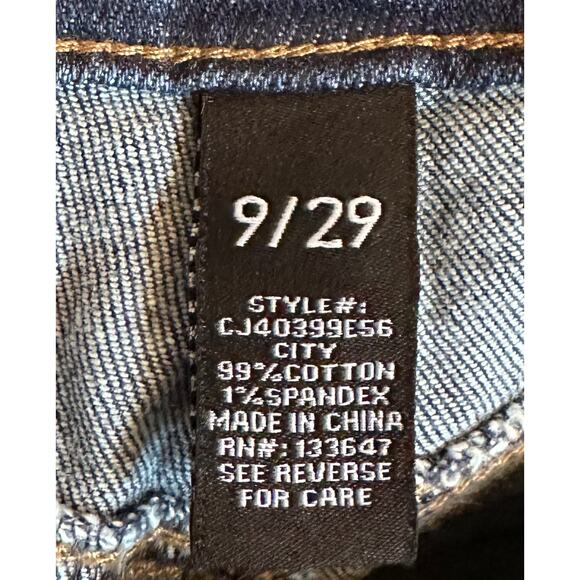 9/29
STYLE#:
CJ40399E56
CITY
99%COTTON
1%SPANDEX
MADE IN CHINA
RN#: 133647
SEE REVERSE
FOR CARE